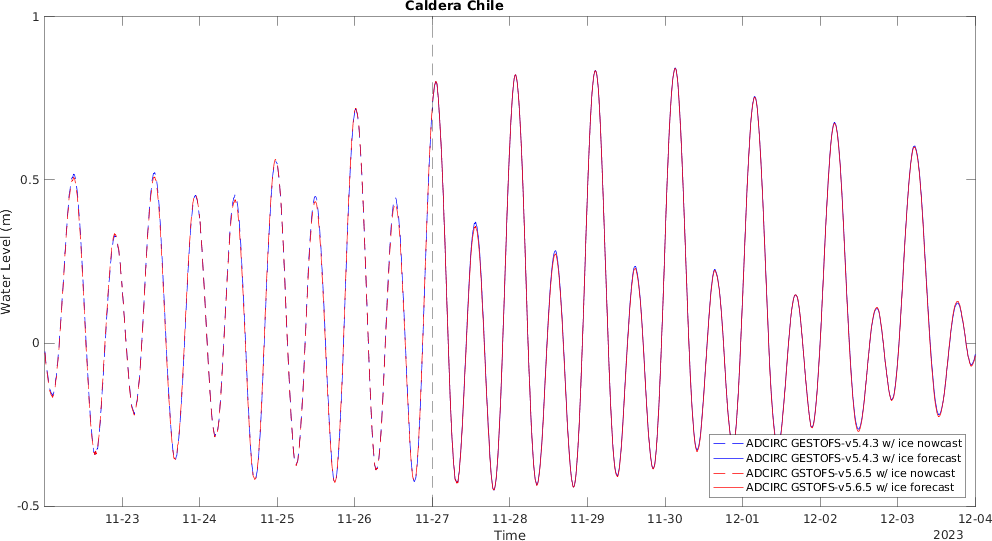 Caldera Chile
1
0.5
0
-0.5
Water Level (m)
ADCIRC GESTOFS-v5.4.3 w/ ice nowcast
ADCIRC GESTOFS-v5.4.3 w/ ice forecast
ADCIRC GSTOFS-v5.6.5 w/ ice nowcast
ADCIRC GSTOFS-v5.6.5 w/ ice forecast
11-23 11-24 11-25 11-26 11-27 11-28 11-29 11-30 12-01 12-02 12-03 12-04
Time
2023